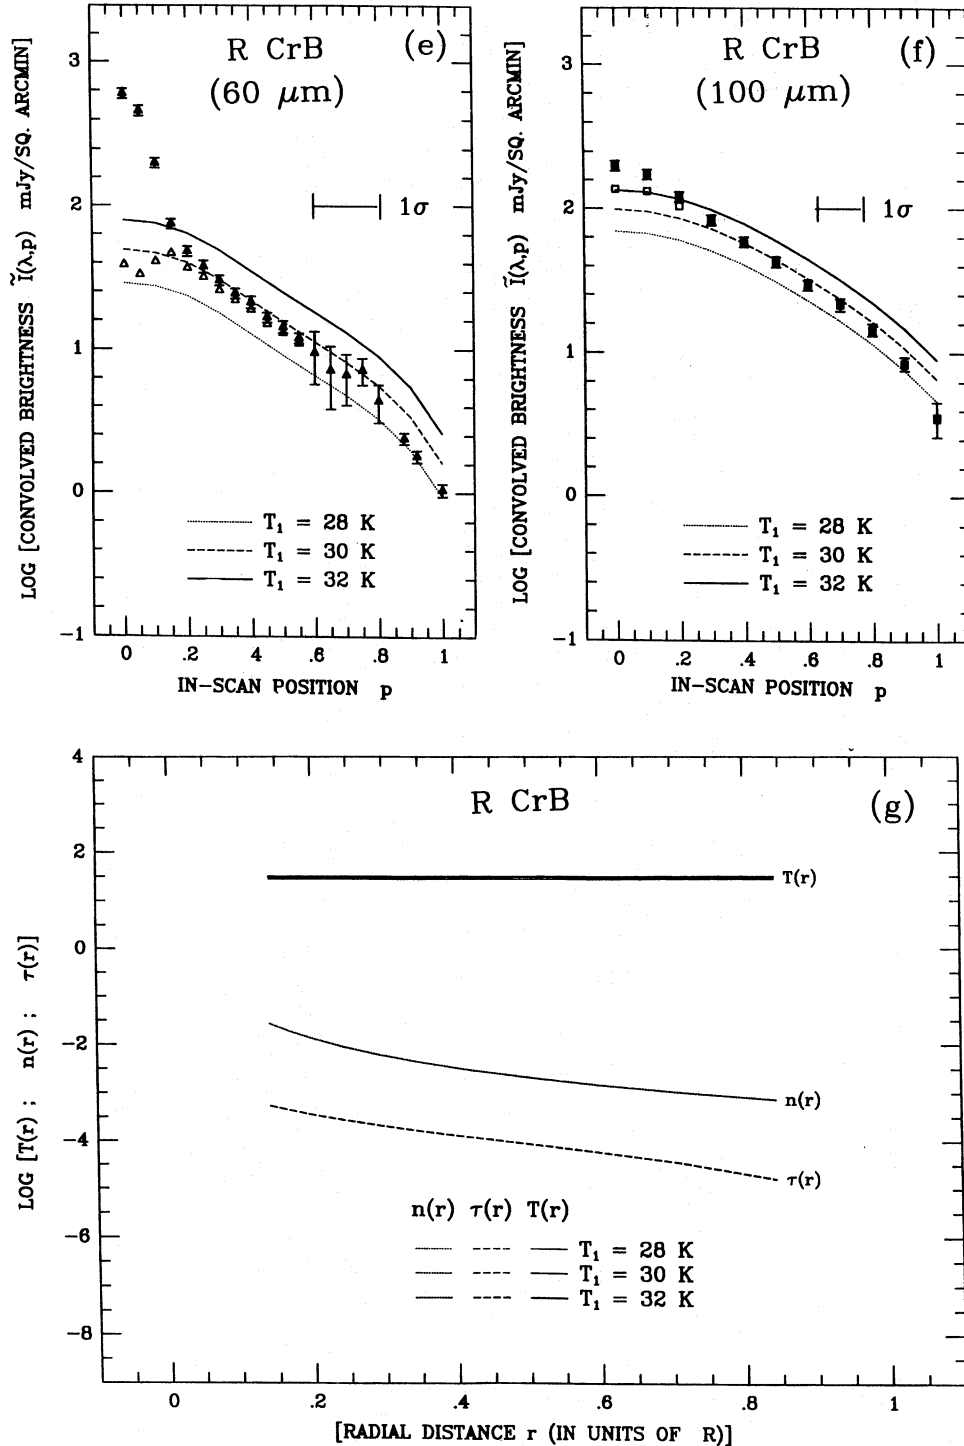 R CrB
(60 μm)
(e)
LOG [CONVOLVED BRIGHTNESS Ĩ(λ,p) mJy/SQ. ARCMIN]
3
2
1
0
-1
1σ
T₁ = 28 K
T₁ = 30 K
T₁ = 32 K
0 .2 .4 .6 .8 1
IN-SCAN POSITION p
R CrB
(100 μm)
(f)
LOG [CONVOLVED BRIGHTNESS Ĩ(λ,p) mJy/SQ. ARCMIN]
3
2
1
0
-1
1σ
T₁ = 28 K
T₁ = 30 K
T₁ = 32 K
0 .2 .4 .6 .8 1
IN-SCAN POSITION p
R CrB
(g)
LOG [T(r) ; n(r) ; τ(r)]
4
2
0
-2
-4
-6
-8
T(r)
n(r)
τ(r)
n(r) τ(r) T(r)
T₁ = 28 K
T₁ = 30 K
T₁ = 32 K
0 .2 .4 .6 .8 1
[RADIAL DISTANCE r (IN UNITS OF R)]